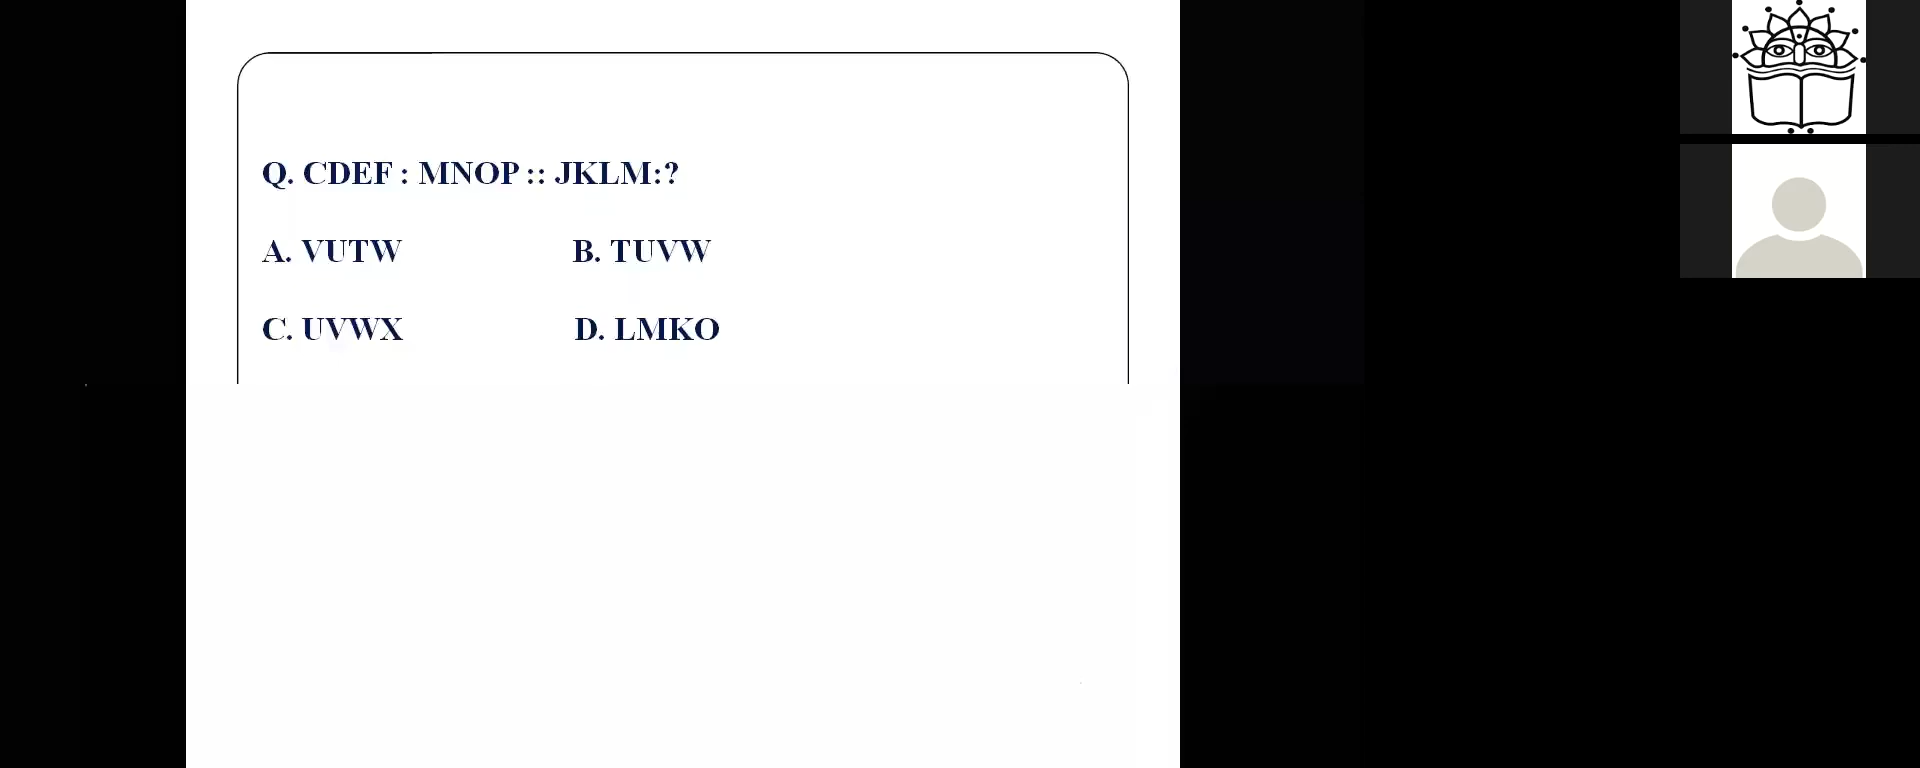 Q. CDEF : MNOP :: JKLM:?
A. VUTW B. TUVW
C. UVWX D. LMKO